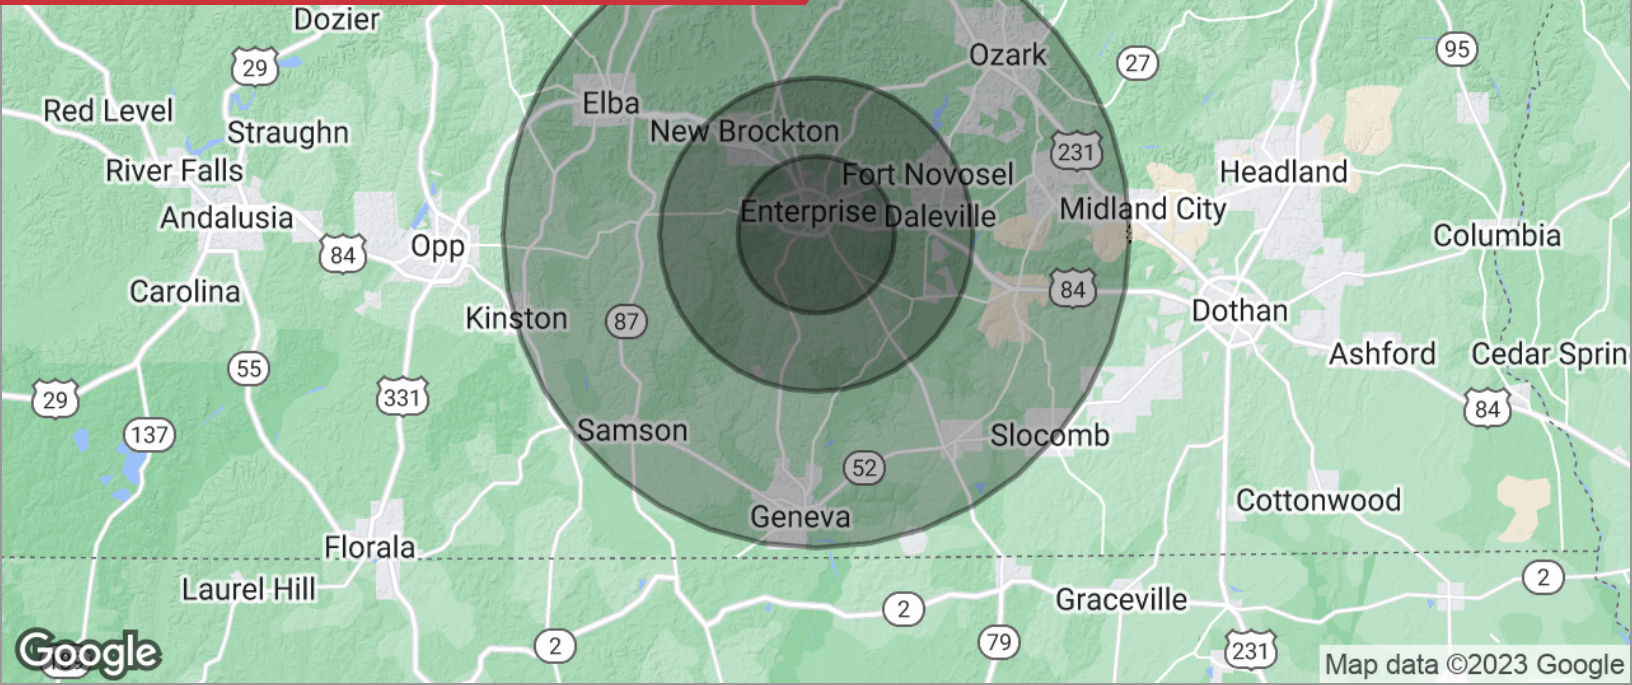 Dozier
Ozark
29
27
95
Elba
Red Level
Straughn
New Brockton
231
River Falls
Fort Novosel
Headland
Andalusia
Enterprise
Daleville
Midland City
Opp
84
Columbia
Carolina
84
Kinston
87
Dothan
Ashford
Cedar Sprin
55
29
331
84
137
Samson
Slocomb
52
Cottonwood
Geneva
Florala
Laurel Hill
2
Graceville
2
2
79
231
Google
Map data ©2023 Google